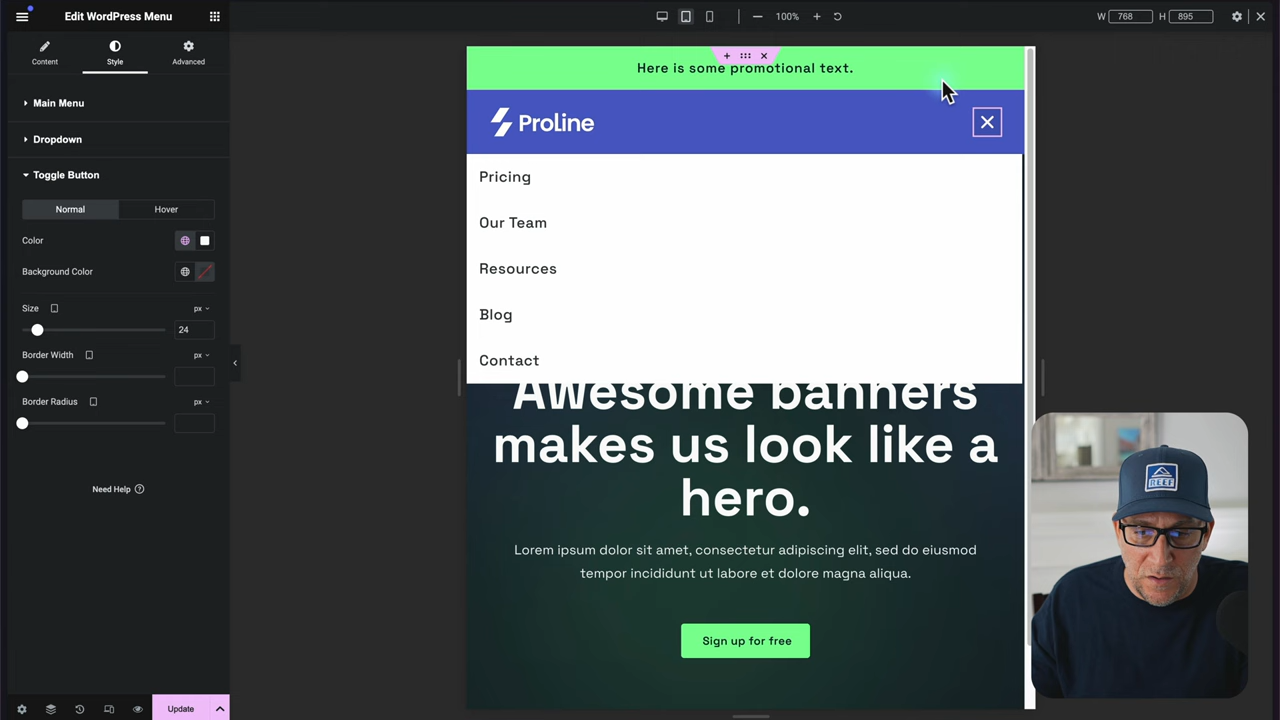 Edit WordPress Menu
100%
W 768 H 895
Content Style Advanced
Main Menu
Dropdown
Toggle Button
Normal Hover
Color
Background Color
Size px
24
Border Width px
Border Radius px
Need Help
Update
Here is some promotional text.
Proline
Pricing
Our Team
Resources
Blog
Contact
Awesome banners
makes us look like a
hero.
Lorem ipsum dolor sit amet, consectetur adipiscing elit, sed do eiusmod
tempor incididunt ut labore et dolore magna aliqua.
Sign up for free
REEF